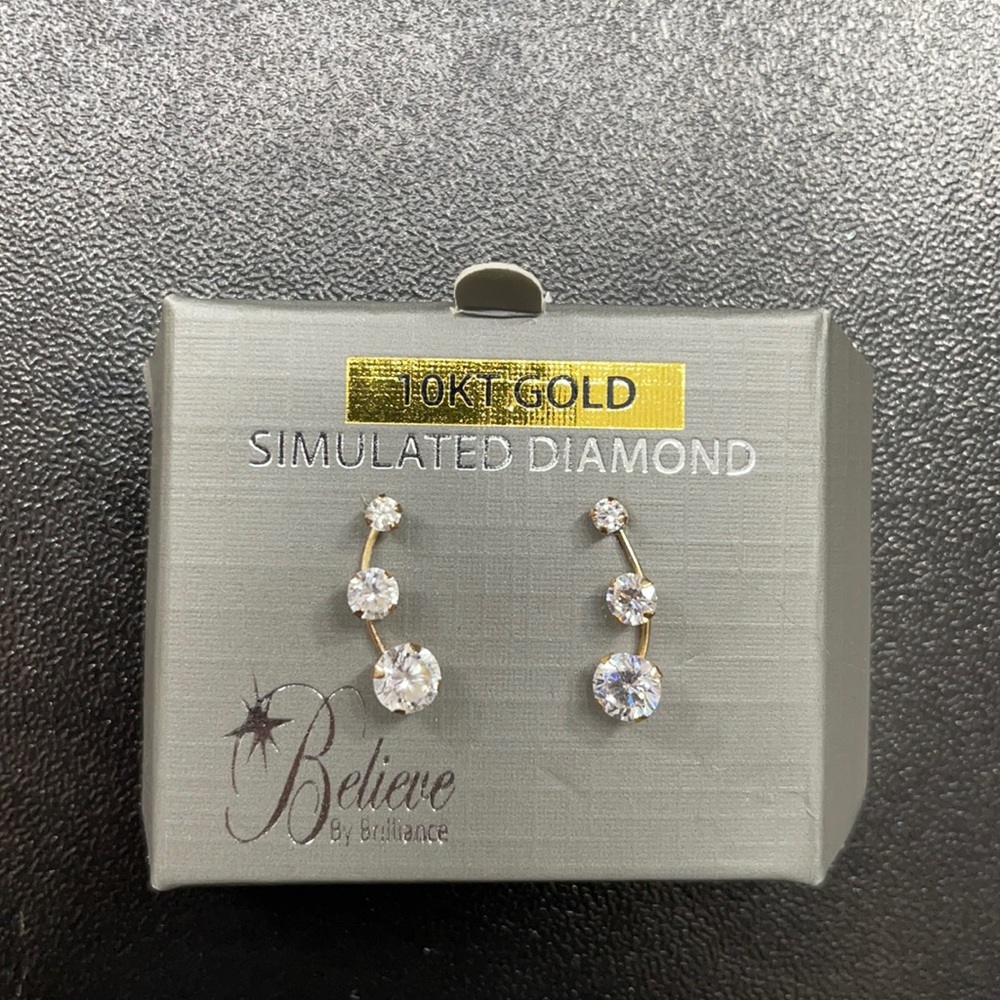 10KT GOLD
SIMULATED DIAMOND
Believe
By Brilliance